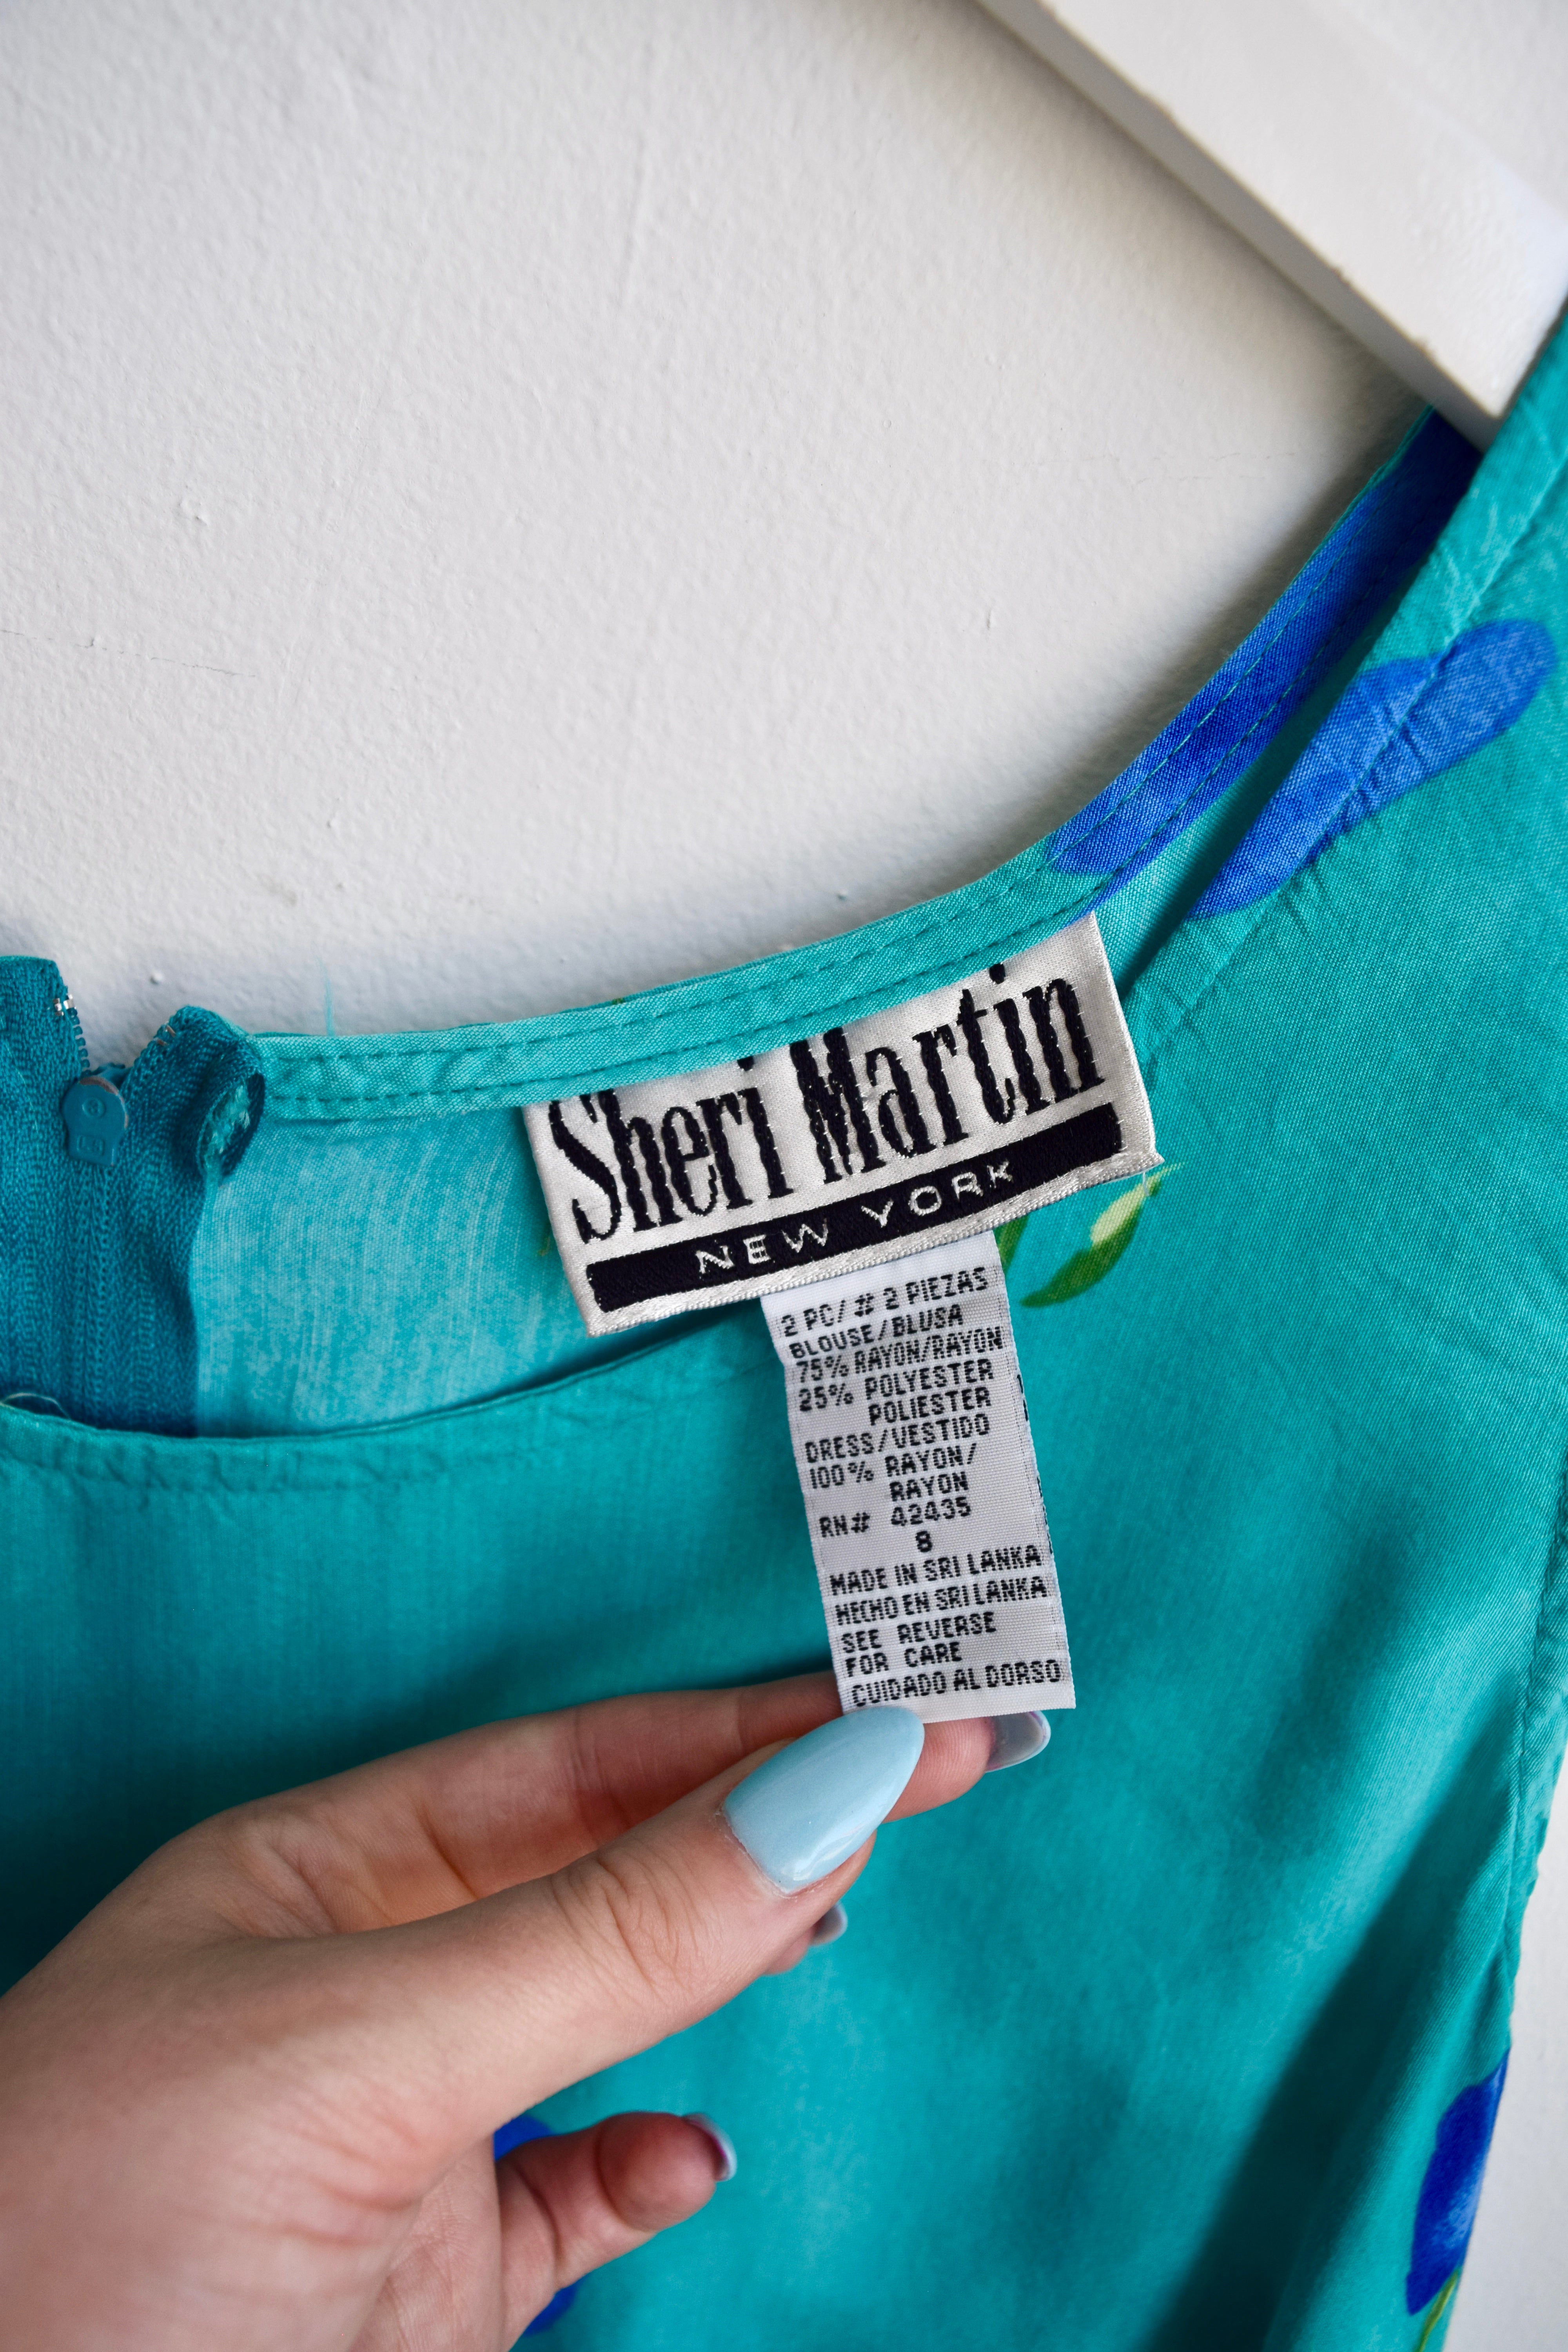 Sheri Martin
NEW YORK
2 PC/# 2 PIEZAS
BLOUSE/BLUSA
75% RAYON/RAYON
25% POLYESTER
POLIESTER
DRESS/VESTIDO
100% RAYON/
RAYON
RN# 42435
8
MADE IN SRI LANKA
HECHO EN SRI LANKA
SEE REVERSE
FOR CARE
CUIDADO AL DORSO